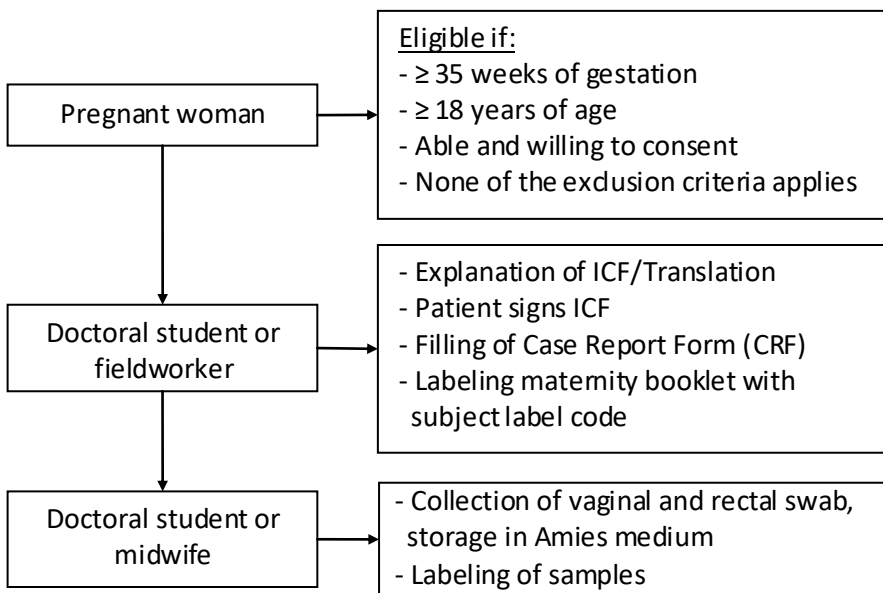 Pregnant woman
Eligible if:
- ≥ 35 weeks of gestation
- ≥ 18 years of age
- Able and willing to consent
- None of the exclusion criteria applies
Doctoral student or
fieldworker
- Explanation of ICF/Translation
- Patient signs ICF
- Filling of Case Report Form (CRF)
- Labeling maternity booklet with
subject label code
Doctoral student or
midwife
- Collection of vaginal and rectal swab,
storage in Amies medium
- Labeling of samples